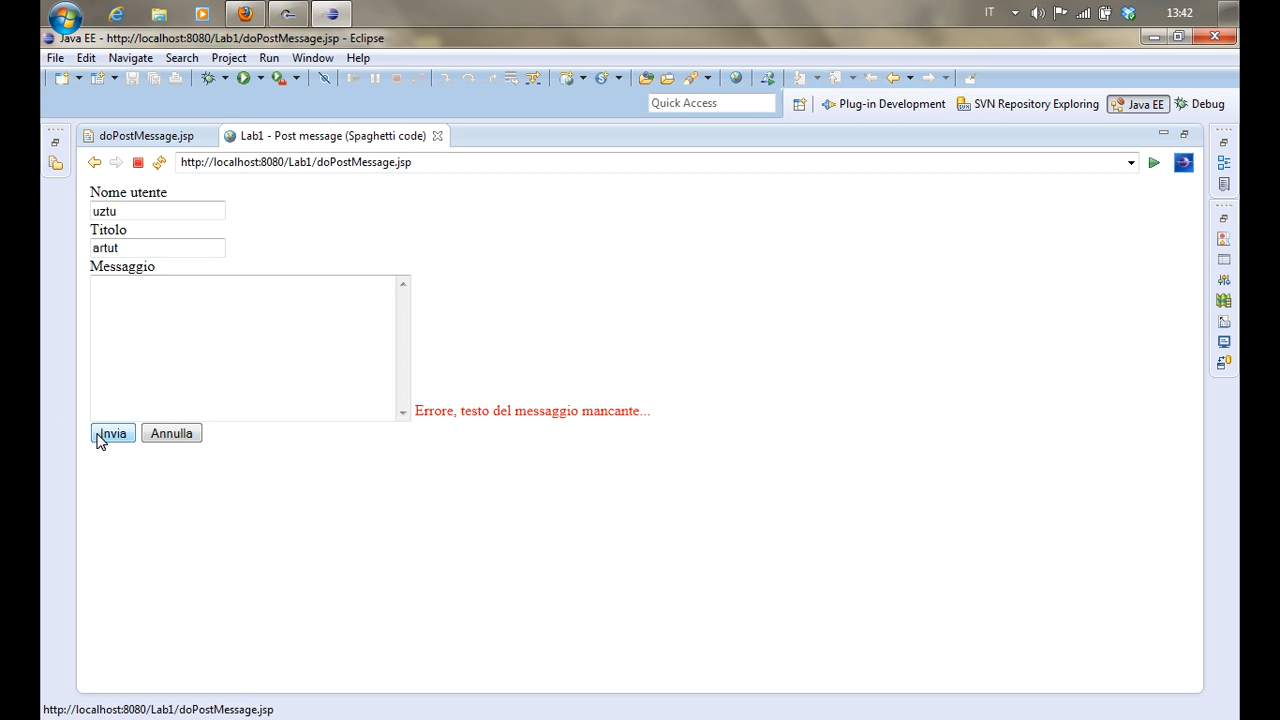 IT 13:42
Java EE - http://localhost:8080/Lab1/doPostMessage.jsp - Eclipse
File Edit Navigate Search Project Run Window Help
Quick Access Plug-in Development SVN Repository Exploring Java EE Debug
doPostMessage.jsp Lab1 - Post message (Spaghetti code)
http://localhost:8080/Lab1/doPostMessage.jsp
Nome utente
uztu
Titolo
artut
Messaggio
Errore, testo del messaggio mancante...
Invia Annulla
http://localhost:8080/Lab1/doPostMessage.jsp